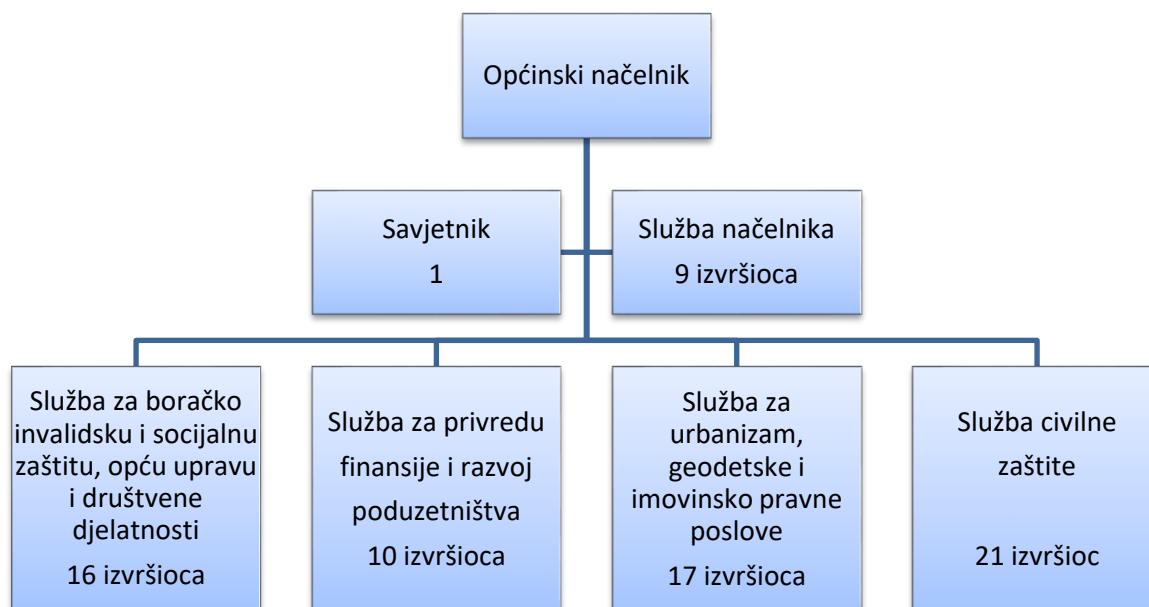 Općinski načelnik
Savjetnik
1
Služba načelnika
9 izvršioca
Služba za boračko
invalidsku i socijalnu
zaštitu, opću upravu
i društvene
djelatnosti
16 izvršioca
Služba za privredu
finansije i razvoj
poduzetništva
10 izvršioca
Služba za
urbanizam,
geodetske i
imovinsko pravne
poslove
17 izvršioca
Služba civilne
zaštite
21 izvršioc